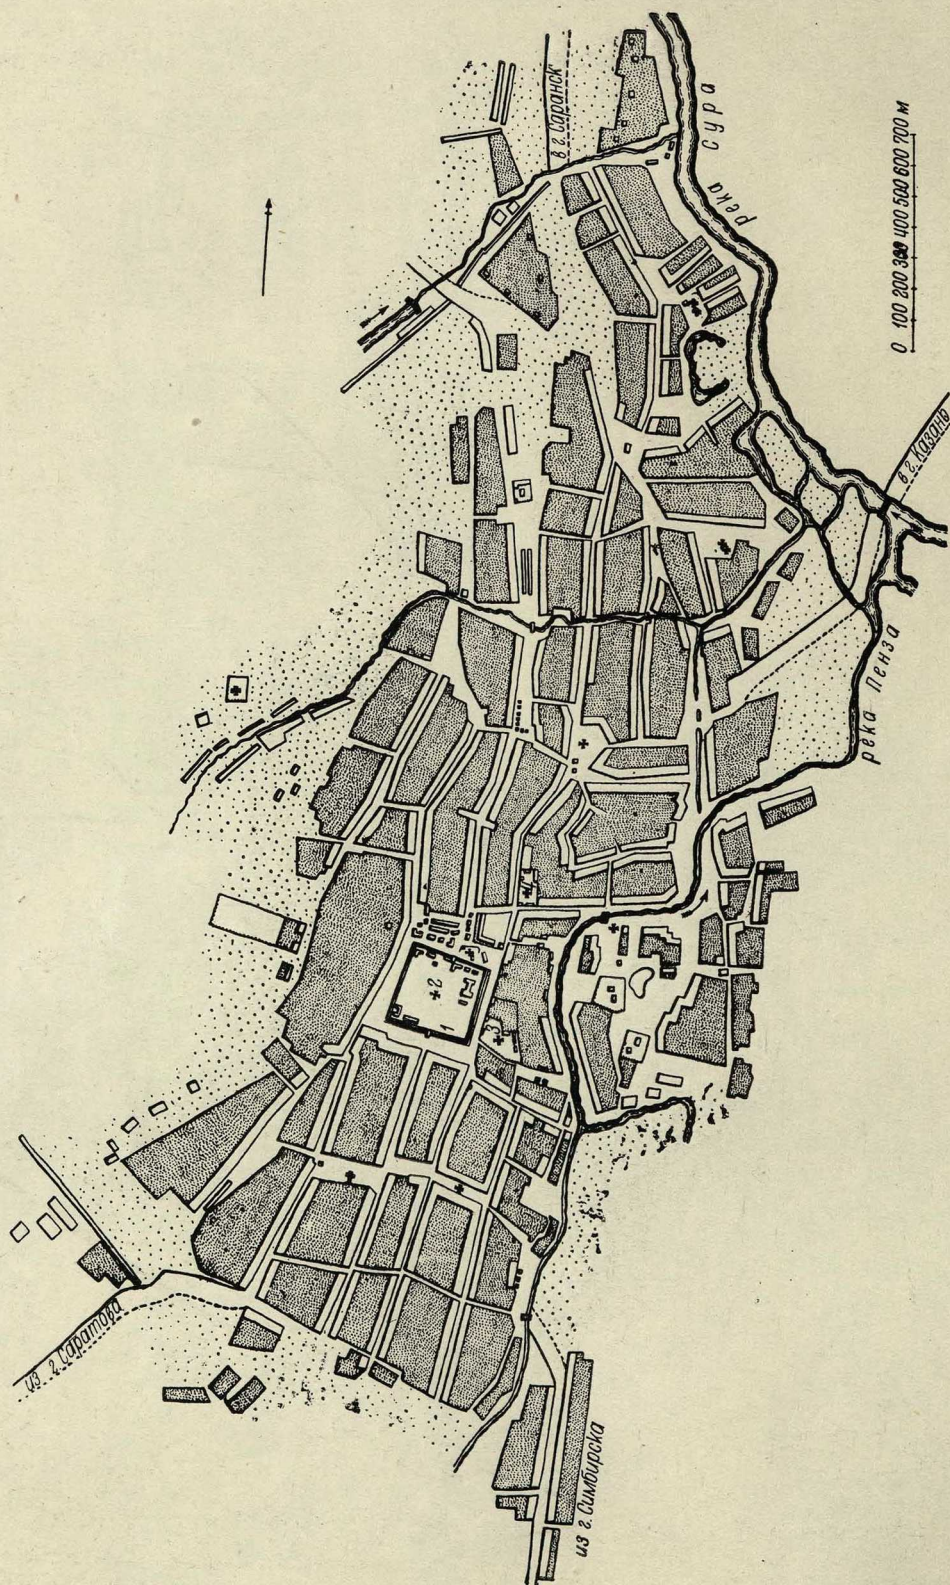 в г. Саранск
река Сура
0 100 200 300 400 500 600 700 м
в г. Казань
река Пенза
2
1
3
из г. Саратова
из г. Симбирска